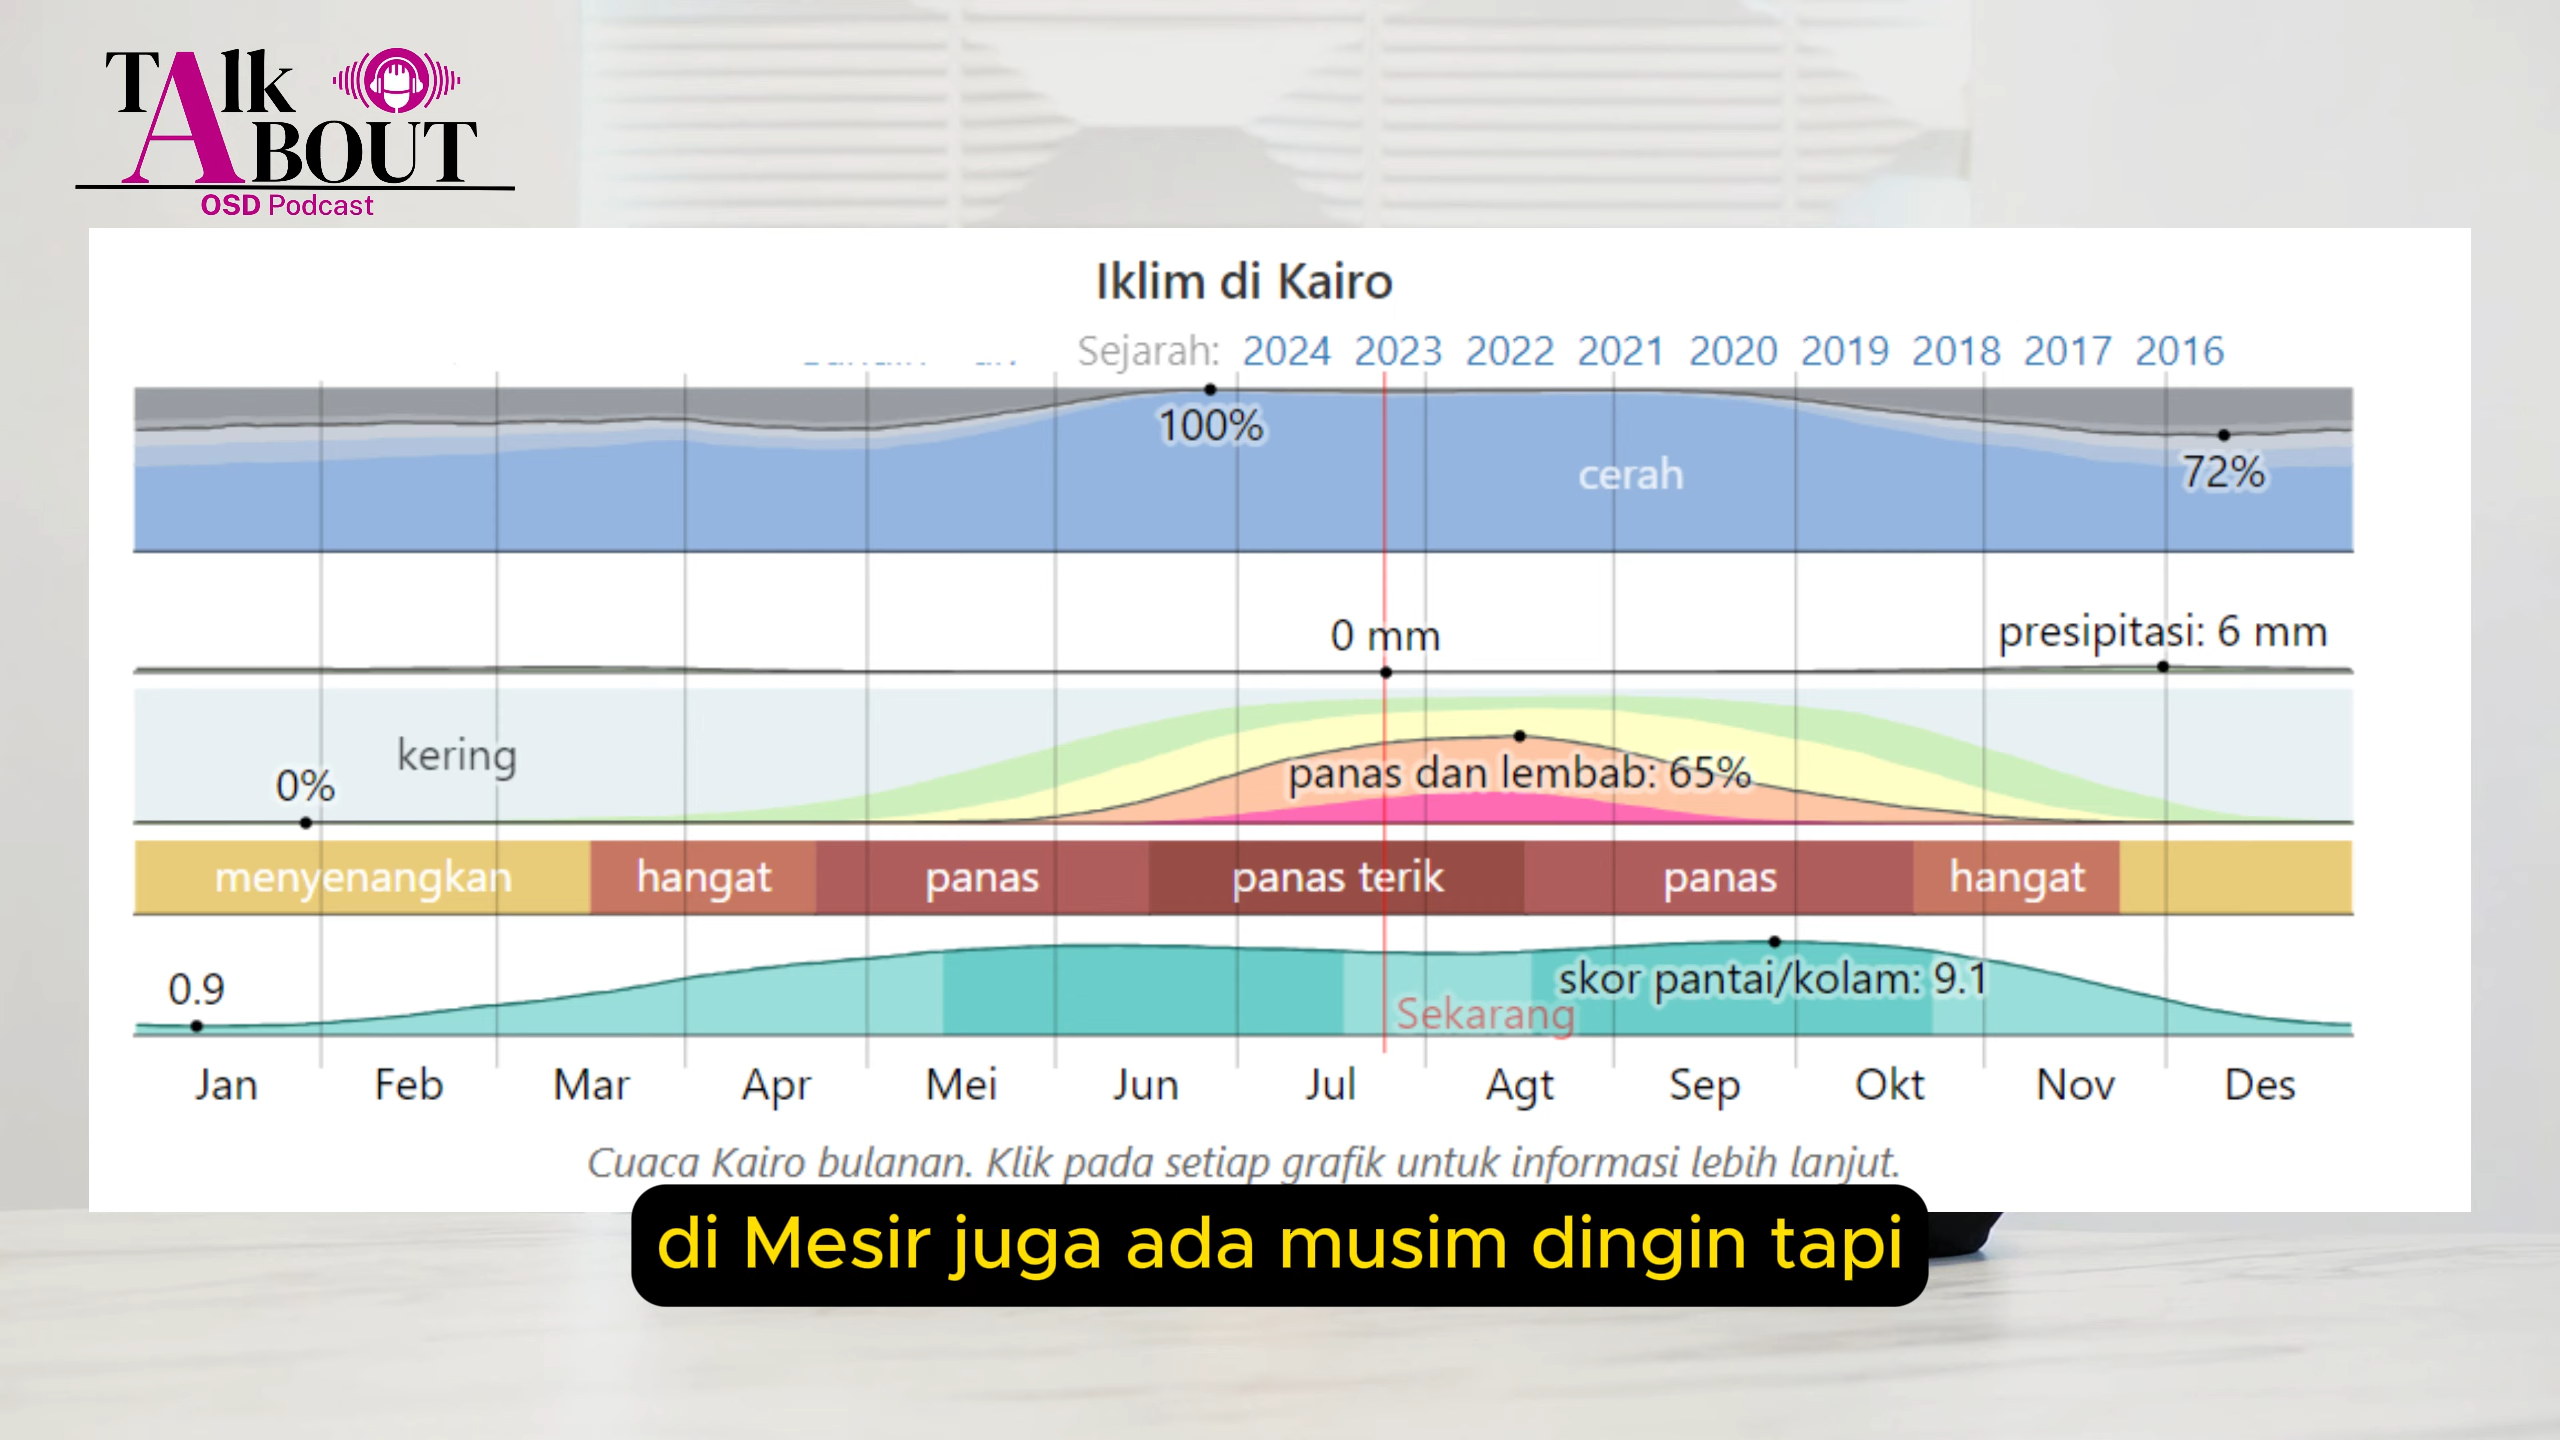 TAlk
ABOUT
OSD Podcast
Iklim di Kairo
Sejarah: 2024 2023 2022 2021 2020 2019 2018 2017 2016
100%
cerah
72%
0 mm
presipitasi: 6 mm
kering
0%
panas dan lembab: 65%
menyenangkan hangat panas panas terik panas hangat
0.9
skor pantai/kolam: 9.1
Sekarang
Jan Feb Mar Apr Mei Jun Jul Agt Sep Okt Nov Des
Cuaca Kairo bulanan. Klik pada setiap grafik untuk informasi lebih lanjut.
di Mesir juga ada musim dingin tapi